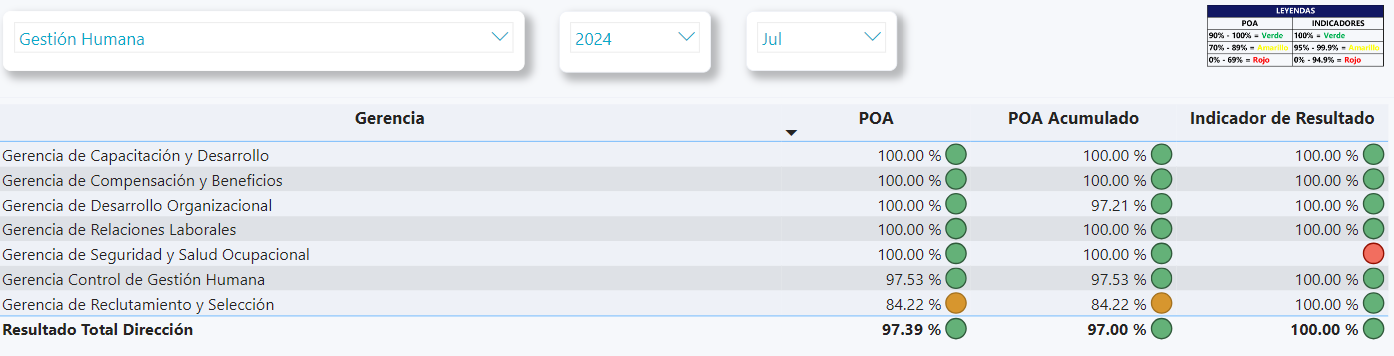 Gestión Humana 2024 Jul
LEYENDAS
POA INDICADORES
90% - 100% = Verde 100% = Verde
70% - 89% = Amarillo 95% - 99.9% = Amarillo
0% - 69% = Rojo 0% - 94.9% = Rojo
Gerencia POA POA Acumulado Indicador de Resultado
Gerencia de Capacitación y Desarrollo 100.00 % 100.00 % 100.00 %
Gerencia de Compensación y Beneficios 100.00 % 100.00 % 100.00 %
Gerencia de Desarrollo Organizacional 100.00 % 97.21 % 100.00 %
Gerencia de Relaciones Laborales 100.00 % 100.00 % 100.00 %
Gerencia de Seguridad y Salud Ocupacional 100.00 % 100.00 %
Gerencia Control de Gestión Humana 97.53 % 97.53 % 100.00 %
Gerencia de Reclutamiento y Selección 84.22 % 84.22 % 100.00 %
Resultado Total Dirección 97.39 % 97.00 % 100.00 %